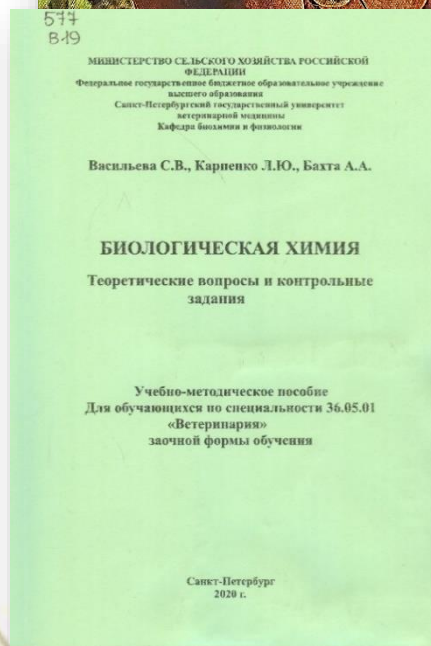 577
В-19
МИНИСТЕРСТВО СЕЛЬСКОГО ХОЗЯЙСТВА РОССИЙСКОЙ
ФЕДЕРАЦИИ
Федеральное государственное бюджетное образовательное учреждение
высшего образования
Санкт-Петербургский государственный университет
ветеринарной медицины
Кафедра биохимии и физиологии
Васильева С.В., Карпенко Л.Ю., Бахта А.А.
БИОЛОГИЧЕСКАЯ ХИМИЯ
Теоретические вопросы и контрольные
задания
Учебно-методическое пособие
Для обучающихся по специальности 36.05.01
«Ветеринария»
заочной формы обучения
Санкт-Петербург
2020 г.